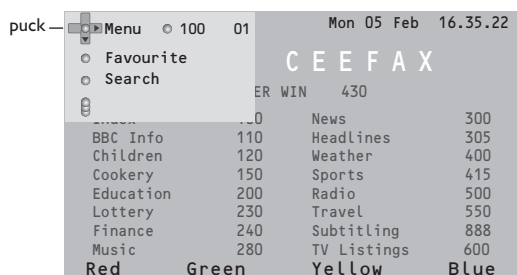 puck
Menu 100 01 Mon 05 Feb 16.35.22
Favourite
Search
CEEFAX
ER WIN 430
News 300
BBC Info 110 Headlines 305
Children 120 Weather 400
Cookery 150 Sports 415
Education 200 Radio 500
Lottery 230 Travel 550
Finance 240 Subtitling 888
Music 280 TV Listings 600
Red Green Yellow Blue